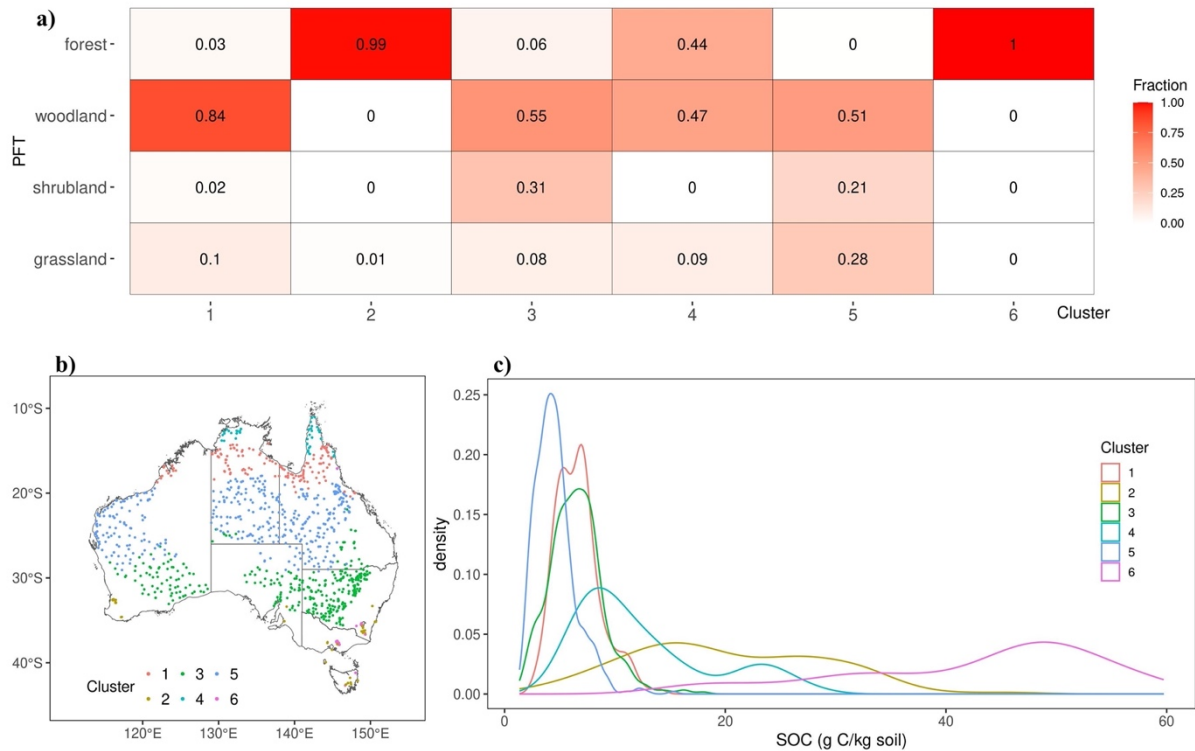 a)
forest
0.03 0.99 0.06 0.44 0 1
woodland
0.84 0 0.55 0.47 0.51 0
shrubland
0.02 0 0.31 0 0.21 0
grassland
0.1 0.01 0.08 0.09 0.28 0
PFT
1 2 3 4 5 6 Cluster
Fraction
1.00
0.75
0.50
0.25
0.00
b)
10°S
20°S
30°S
40°S
120°E 130°E 140°E 150°E
Cluster
1 3 5
2 4 6
c)
density
0.25
0.20
0.15
0.10
0.05
0.00
0 20 40 60
SOC (g C/kg soil)
Cluster
1
2
3
4
5
6